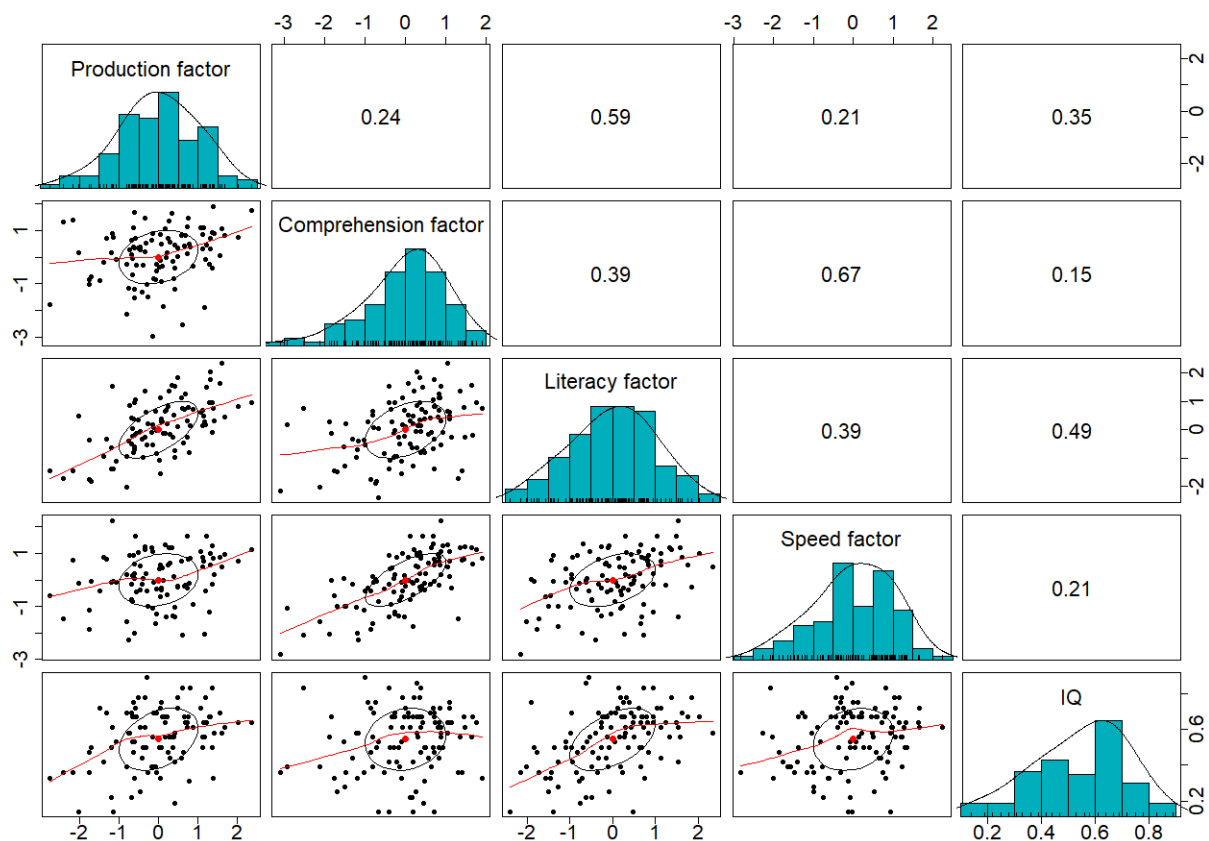 -3 -1 0 1 2
-3 -1 0 1 2
Production factor
0.24
0.59
0.21
0.35
2
0
-2
1
-1
-3
Comprehension factor
0.39
0.67
0.15
Literacy factor
0.39
0.49
2
1
0
-2
1
-1
-3
Speed factor
0.21
IQ
0.6
0.2
-2 -1 0 1 2
-2 -1 0 1 2
0.2 0.4 0.6 0.8